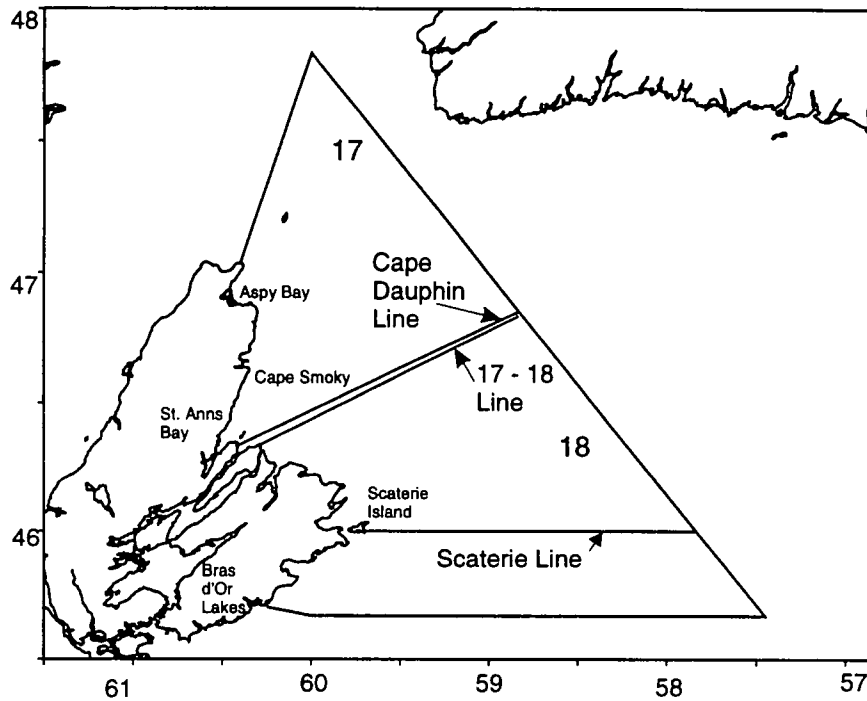 48
17
47
Cape
Dauphin
Line
Aspy Bay
Cape Smoky
17 - 18
Line
St. Anns
Bay
18
Scaterie
Island
46
Scaterie Line
Bras
d'Or
Lakes
61
60
59
58
57